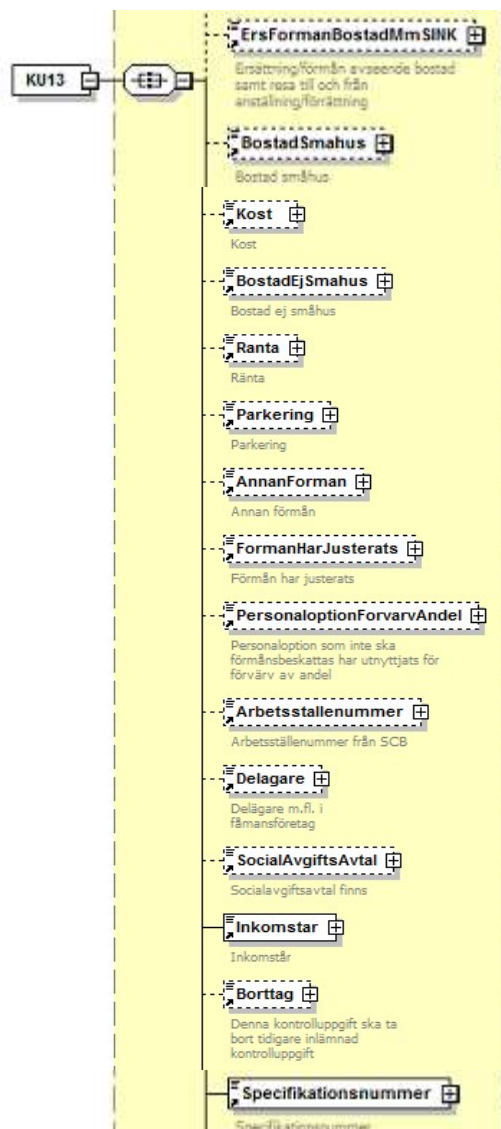 ErsFormanBostadMmSINK
Ersättning/förmån avseende bostad
samt resa till och från
anställning/förrättning
KU13
BostadSmahus
Bostad småhus
Kost
Kost
BostadEjSmahus
Bostad ej småhus
Ranta
Ränta
Parkering
Parkering
AnnanForman
Annan förmån
FormanHarJusterats
Förmån har justerats
PersonaloptionForvarvAndel
Personaloption som inte ska
förmånsbeskattas har utnyttjats för
förvärv av andel
Arbetsstallenummer
Arbetsställenummer från SCB
Delagare
Delägare m.fl. i
fåmansföretag
SocialAvgiftsAvtal
Socialavgiftsavtal finns
Inkomstar
Inkomstår
Borttag
Denna kontrolluppgift ska ta
bort tidigare inlämnad
kontrolluppgift
Specifikationsnummer
Specifikationsnummer